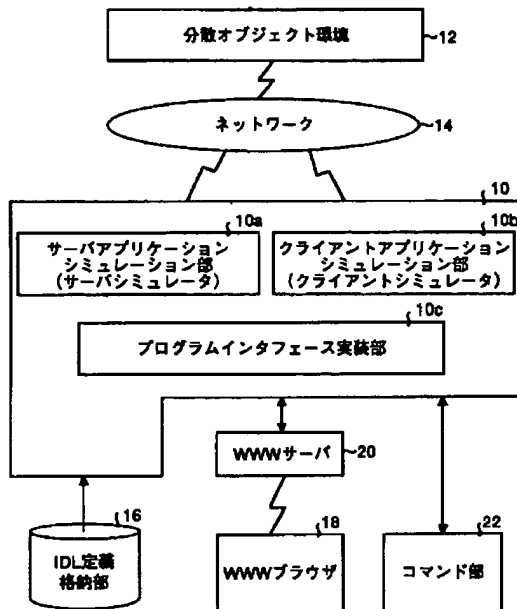 分散オブジェクト環境
12
ネットワーク
14
10
10a
サーバアプリケーション
シミュレーション部
(サーバシミュレータ)
10b
クライアントアプリケーション
シミュレーション部
(クライアントシミュレータ)
10c
プログラムインタフェース実装部
WWWサーバ
20
16
IDL定義
格納部
18
WWWブラウザ
22
コマンド部